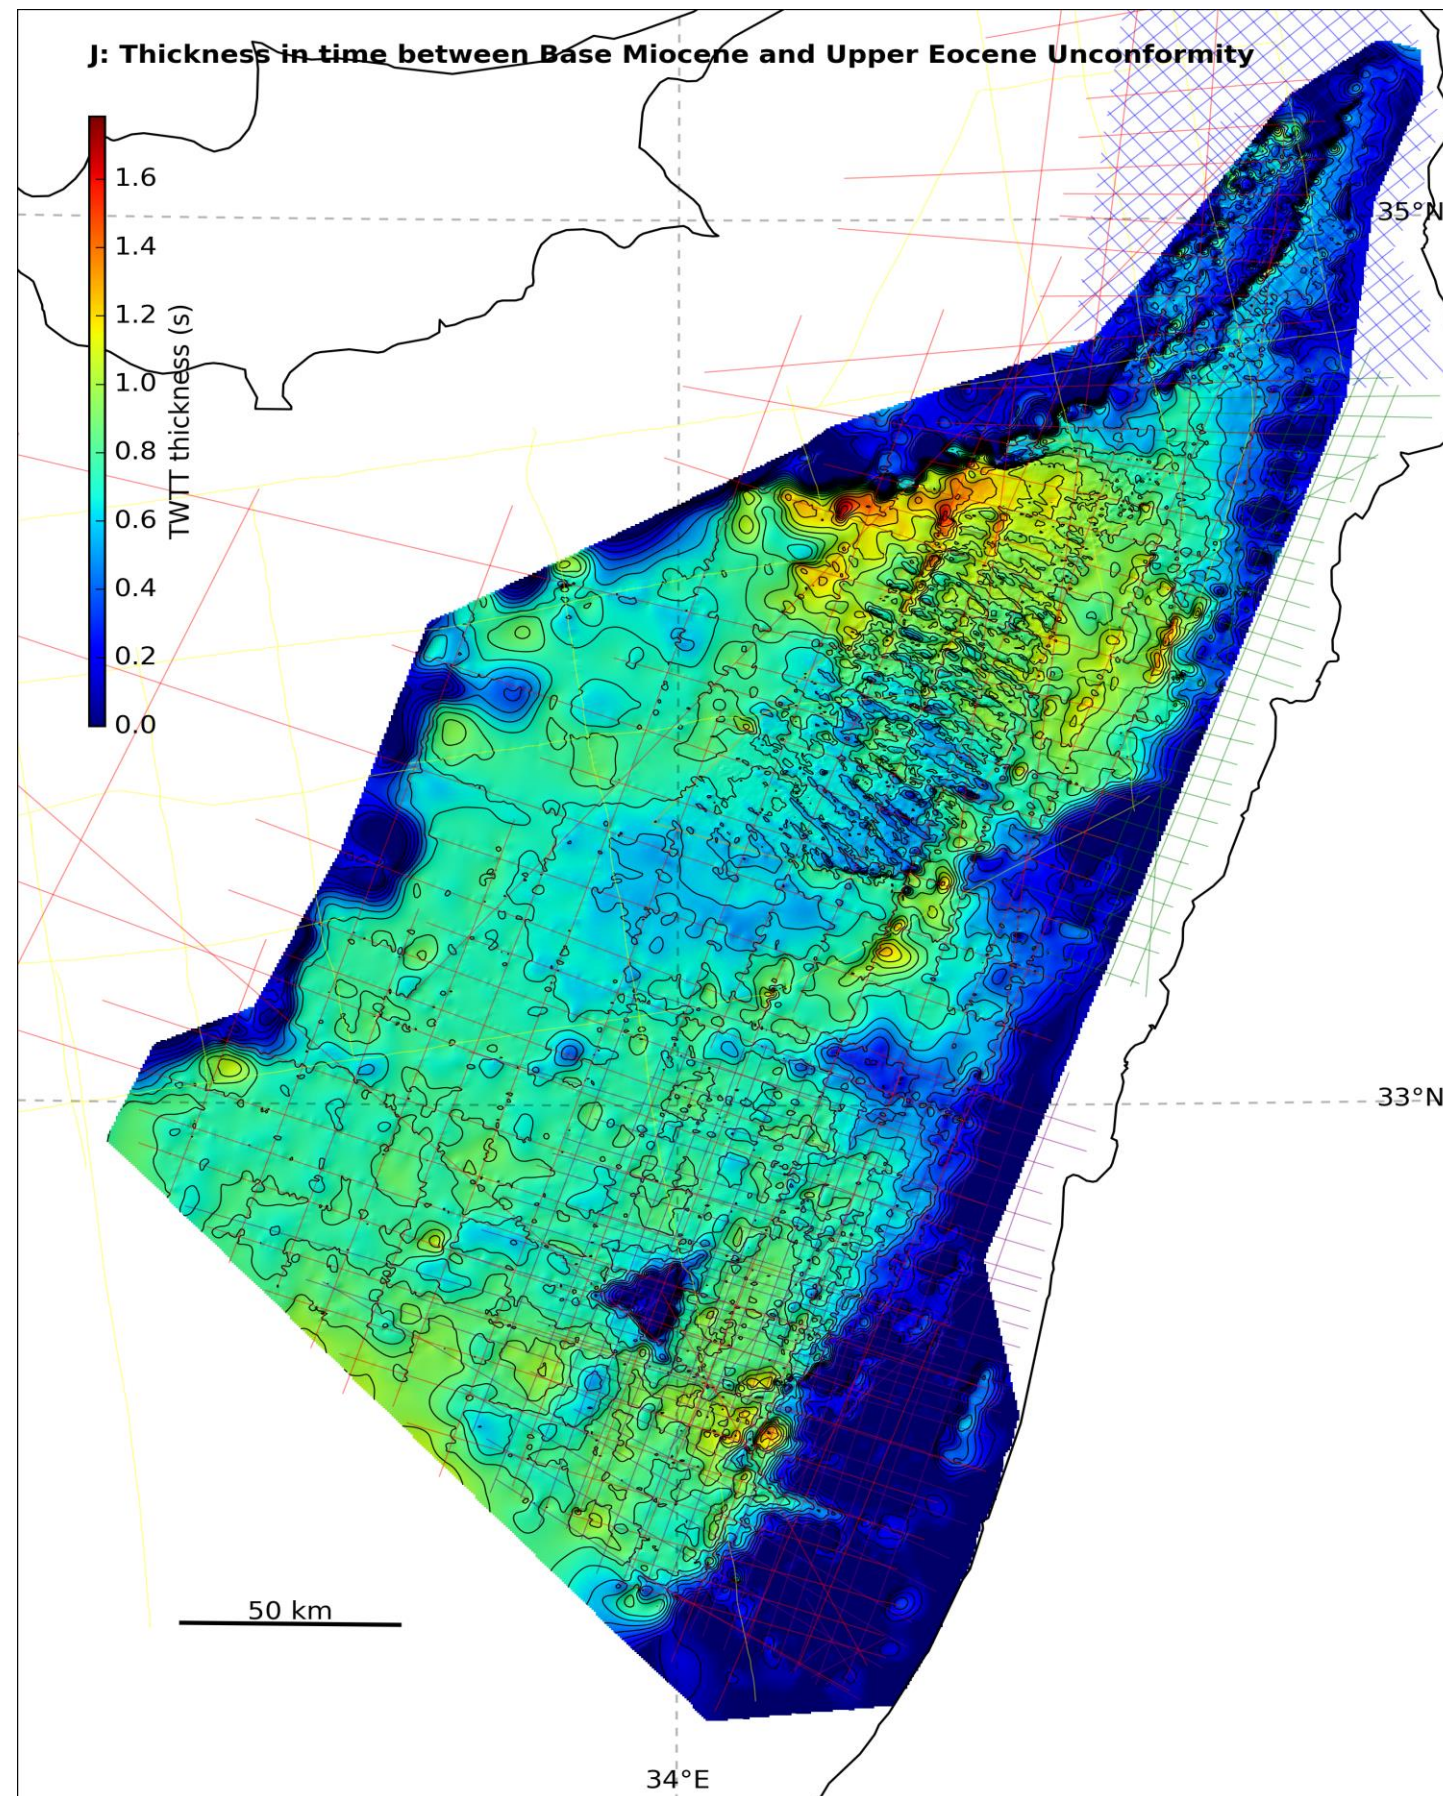 J: Thickness in time between Base Miocene and Upper Eocene Unconformity
1.6
1.4
1.2
1.0
0.8
0.6
0.4
0.2
0.0
TWTT thickness (s)
35°N
33°N
50 km
34°E